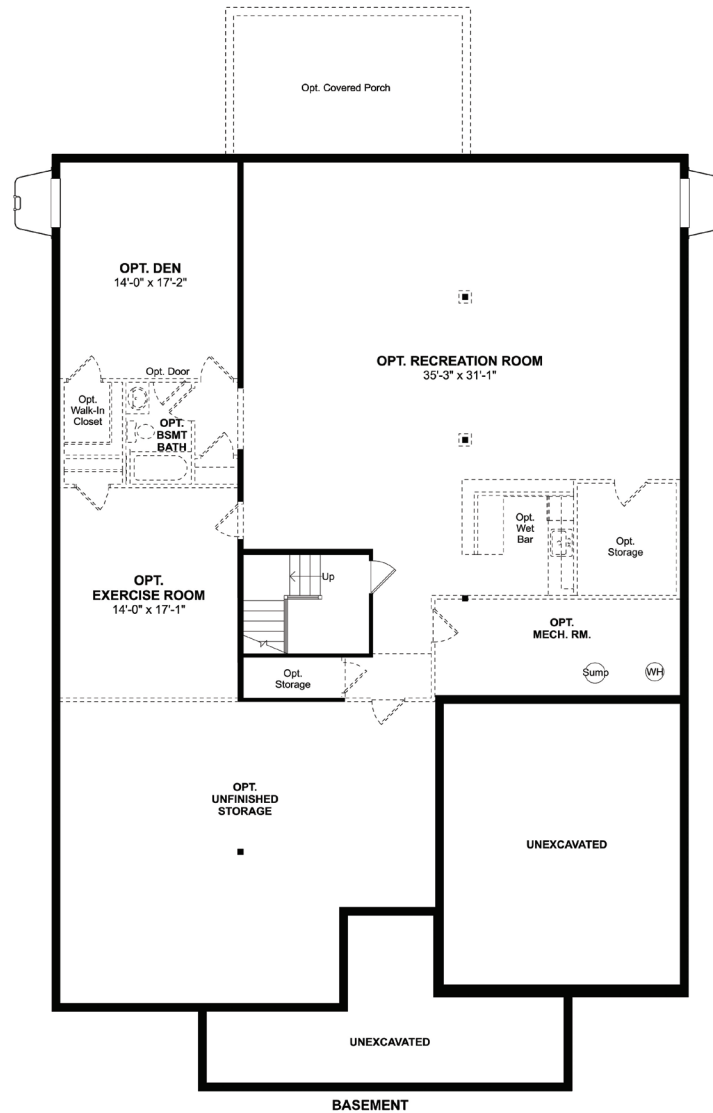 Opt. Covered Porch
OPT. DEN
14'-0" x 17'-2"
OPT. RECREATION ROOM
35'-3" x 31'-1"
Opt. Door
Opt.
Walk-In
Closet
OPT.
BSMT
BATH
Opt.
Wet
Bar
Opt.
Storage
OPT.
EXERCISE ROOM
14'-0" x 17'-1"
Up
OPT.
MECH. RM.
Opt.
Storage
Sump
WH
OPT.
UNFINISHED
STORAGE
UNEXCAVATED
UNEXCAVATED
BASEMENT